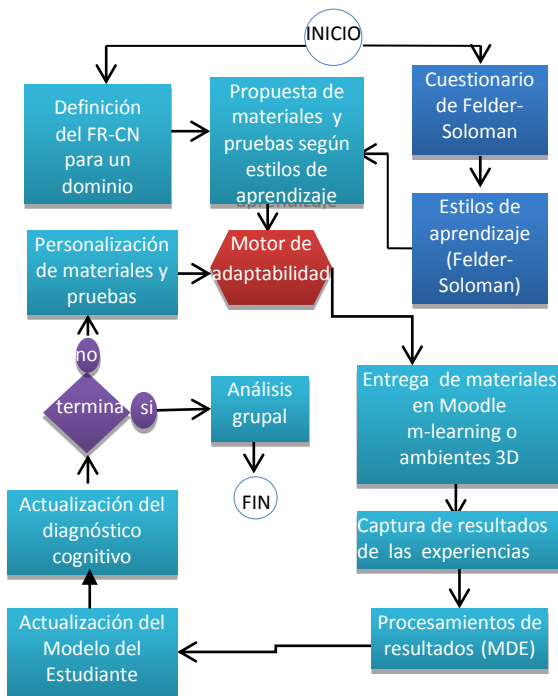 INICIO
Definición
del FR-CN
para un
dominio
Propuesta de
materiales y
pruebas según
estilos de
aprendizaje
Cuestionario
de Felder-
Soloman
Estilos de
aprendizaje
(Felder-
Soloman)
Personalización
de materiales y
pruebas
Motor de
adaptabilidad
no
termina
si
Análisis
grupal
FIN
Entrega de materiales
en Moodle
m-learning o
ambientes 3D
Captura de resultados
de las experiencias
Procesamientos de
resultados (MDE)
Actualización del
Modelo del
Estudiante
Actualización del
diagnóstico
cognitivo